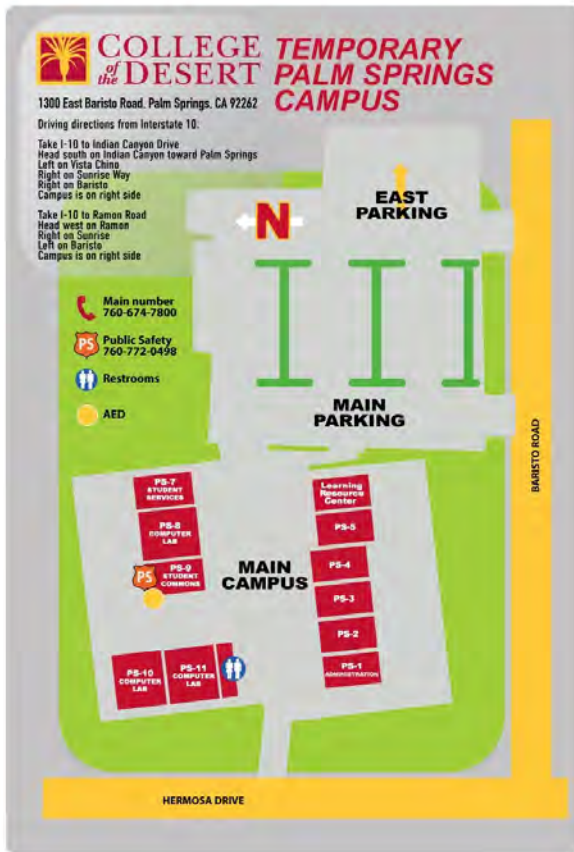 COLLEGE
of the DESERT
TEMPORARY
PALM SPRINGS
CAMPUS
1300 East Baristo Road, Palm Springs, CA 92262
Driving directions from Interstate 10:
Take I-10 to Indian Canyon Drive
Head south on Indian Canyon toward Palm Springs
Left on Vista Chino
Right on Sunrise Way
Right on Baristo
Campus is on right side
Take I-10 to Ramon Road
Head west on Ramon
Right on Sunrise
Left on Baristo
Campus is on right side
N
EAST
PARKING
Main number
760-674-7800
PS
Public Safety
760-772-0498
Restrooms
AED
MAIN
PARKING
BARISTO ROAD
PS-7
STUDENT
SERVICES
PS-8
COMPUTER
LAB
PS-9
STUDENT
COMMONS
PS
MAIN
CAMPUS
Learning
Resource
Center
PS-5
PS-4
PS-3
PS-2
PS-1
ADMINISTRATION
PS-10
COMPUTER
LAB
PS-11
COMPUTER
LAB
HERMOSA DRIVE